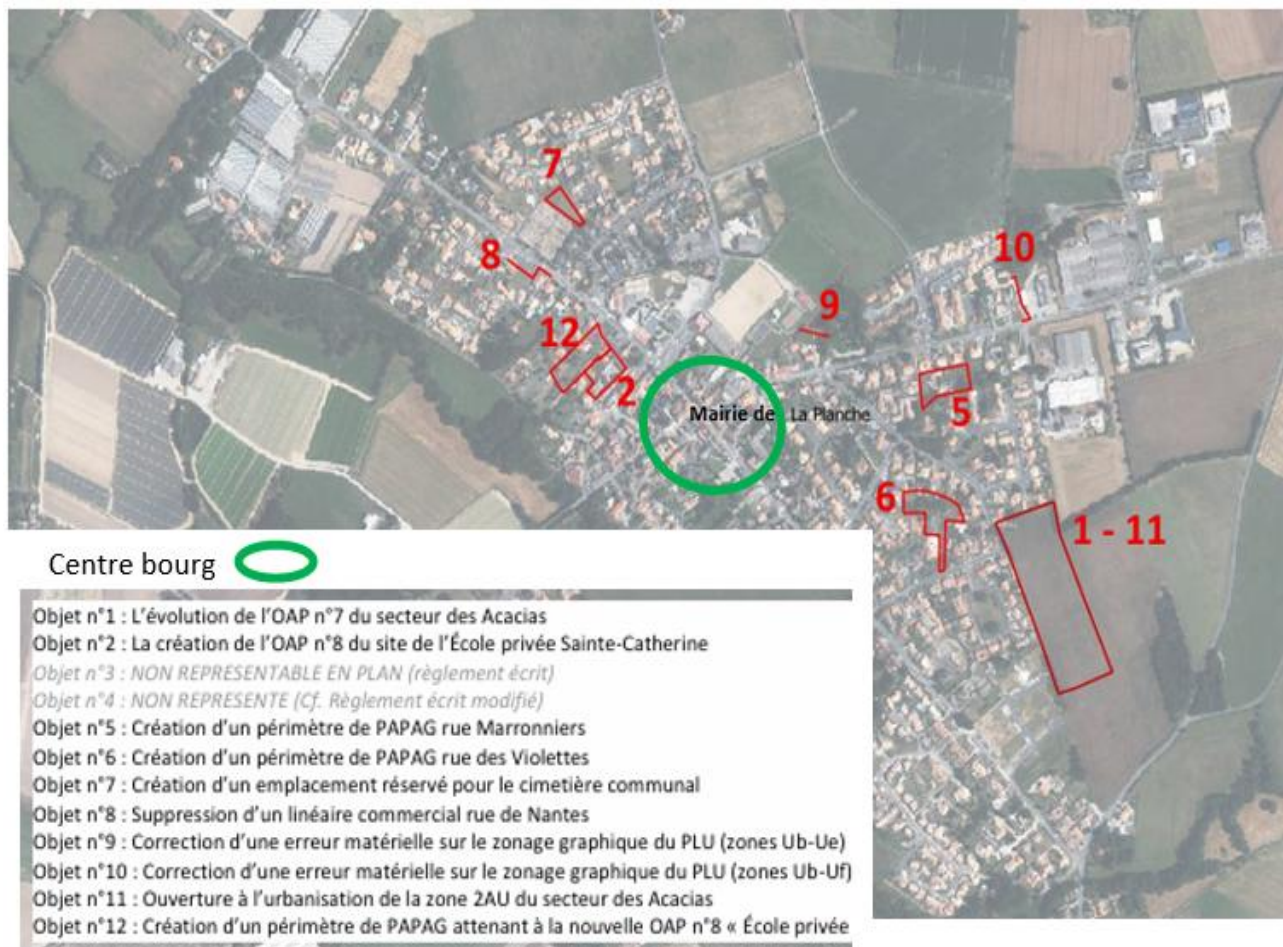 7
8
10
9
12
2
Mairie de La Planche
5
6
1 - 11
Centre bourg
Objet n°1 : L'évolution de l'OAP n°7 du secteur des Acacias
Objet n°2 : La création de l'OAP n°8 du site de l'École privée Sainte-Catherine
Objet n°3 : NON REPRESENTABLE EN PLAN (règlement écrit)
Objet n°4 : NON REPRESENTE (Cf. Règlement écrit modifié)
Objet n°5 : Création d'un périmètre de PAPAG rue Marronniers
Objet n°6 : Création d'un périmètre de PAPAG rue des Violettes
Objet n°7 : Création d'un emplacement réservé pour le cimetière communal
Objet n°8 : Suppression d'un linéaire commercial rue de Nantes
Objet n°9 : Correction d'une erreur matérielle sur le zonage graphique du PLU (zones Ub-Ue)
Objet n°10 : Correction d'une erreur matérielle sur le zonage graphique du PLU (zones Ub-Uf)
Objet n°11 : Ouverture à l'urbanisation de la zone 2AU du secteur des Acacias
Objet n°12 : Création d'un périmètre de PAPAG attenant à la nouvelle OAP n°8 « École privée